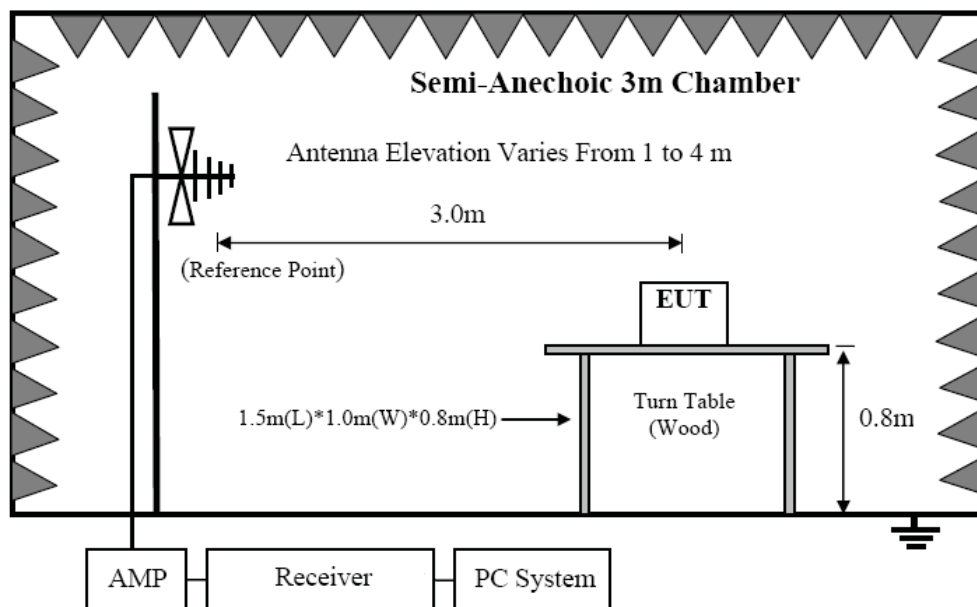 Semi-Anechoic 3m Chamber
Antenna Elevation Varies From 1 to 4 m
3.0m
(Reference Point)
EUT
1.5m(L)*1.0m(W)*0.8m(H)
Turn Table
(Wood)
0.8m
AMP
Receiver
PC System